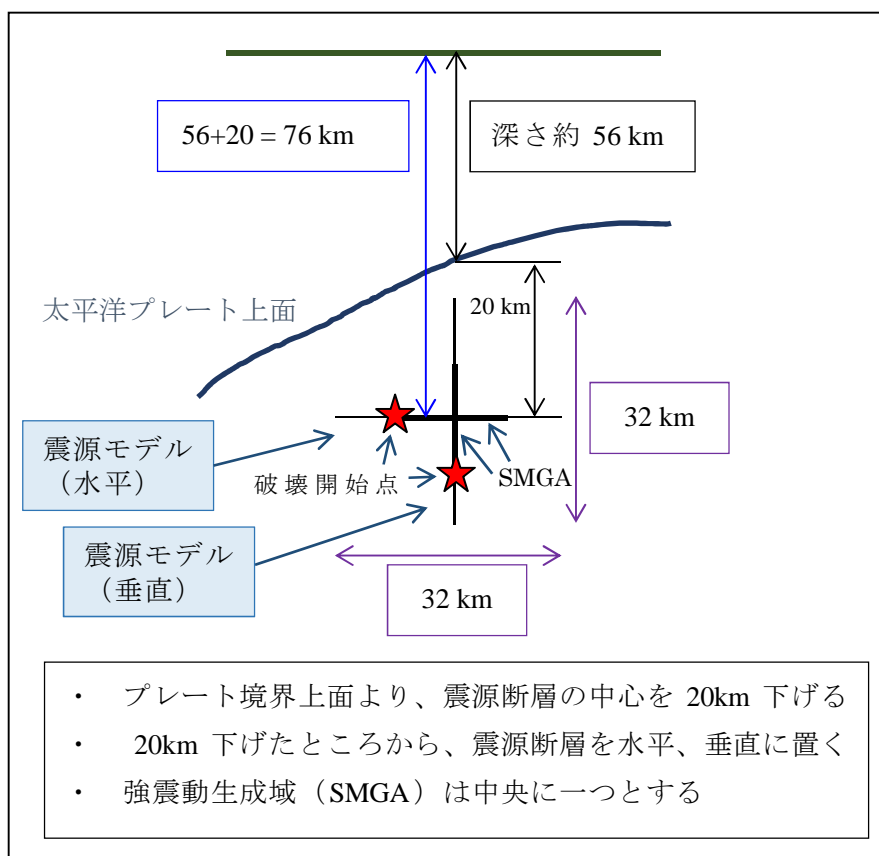 56+20 = 76 km
深さ約 56 km
太平洋プレート上面
20 km
32 km
震源モデル
（水平）
破壊開始点
SMGA
震源モデル
（垂直）
32 km
・ プレート境界上面より、震源断層の中心を 20km 下げる
・ 20km 下げたところから、震源断層を水平、垂直に置く
・ 強震動生成域（SMGA）は中央に一つとする